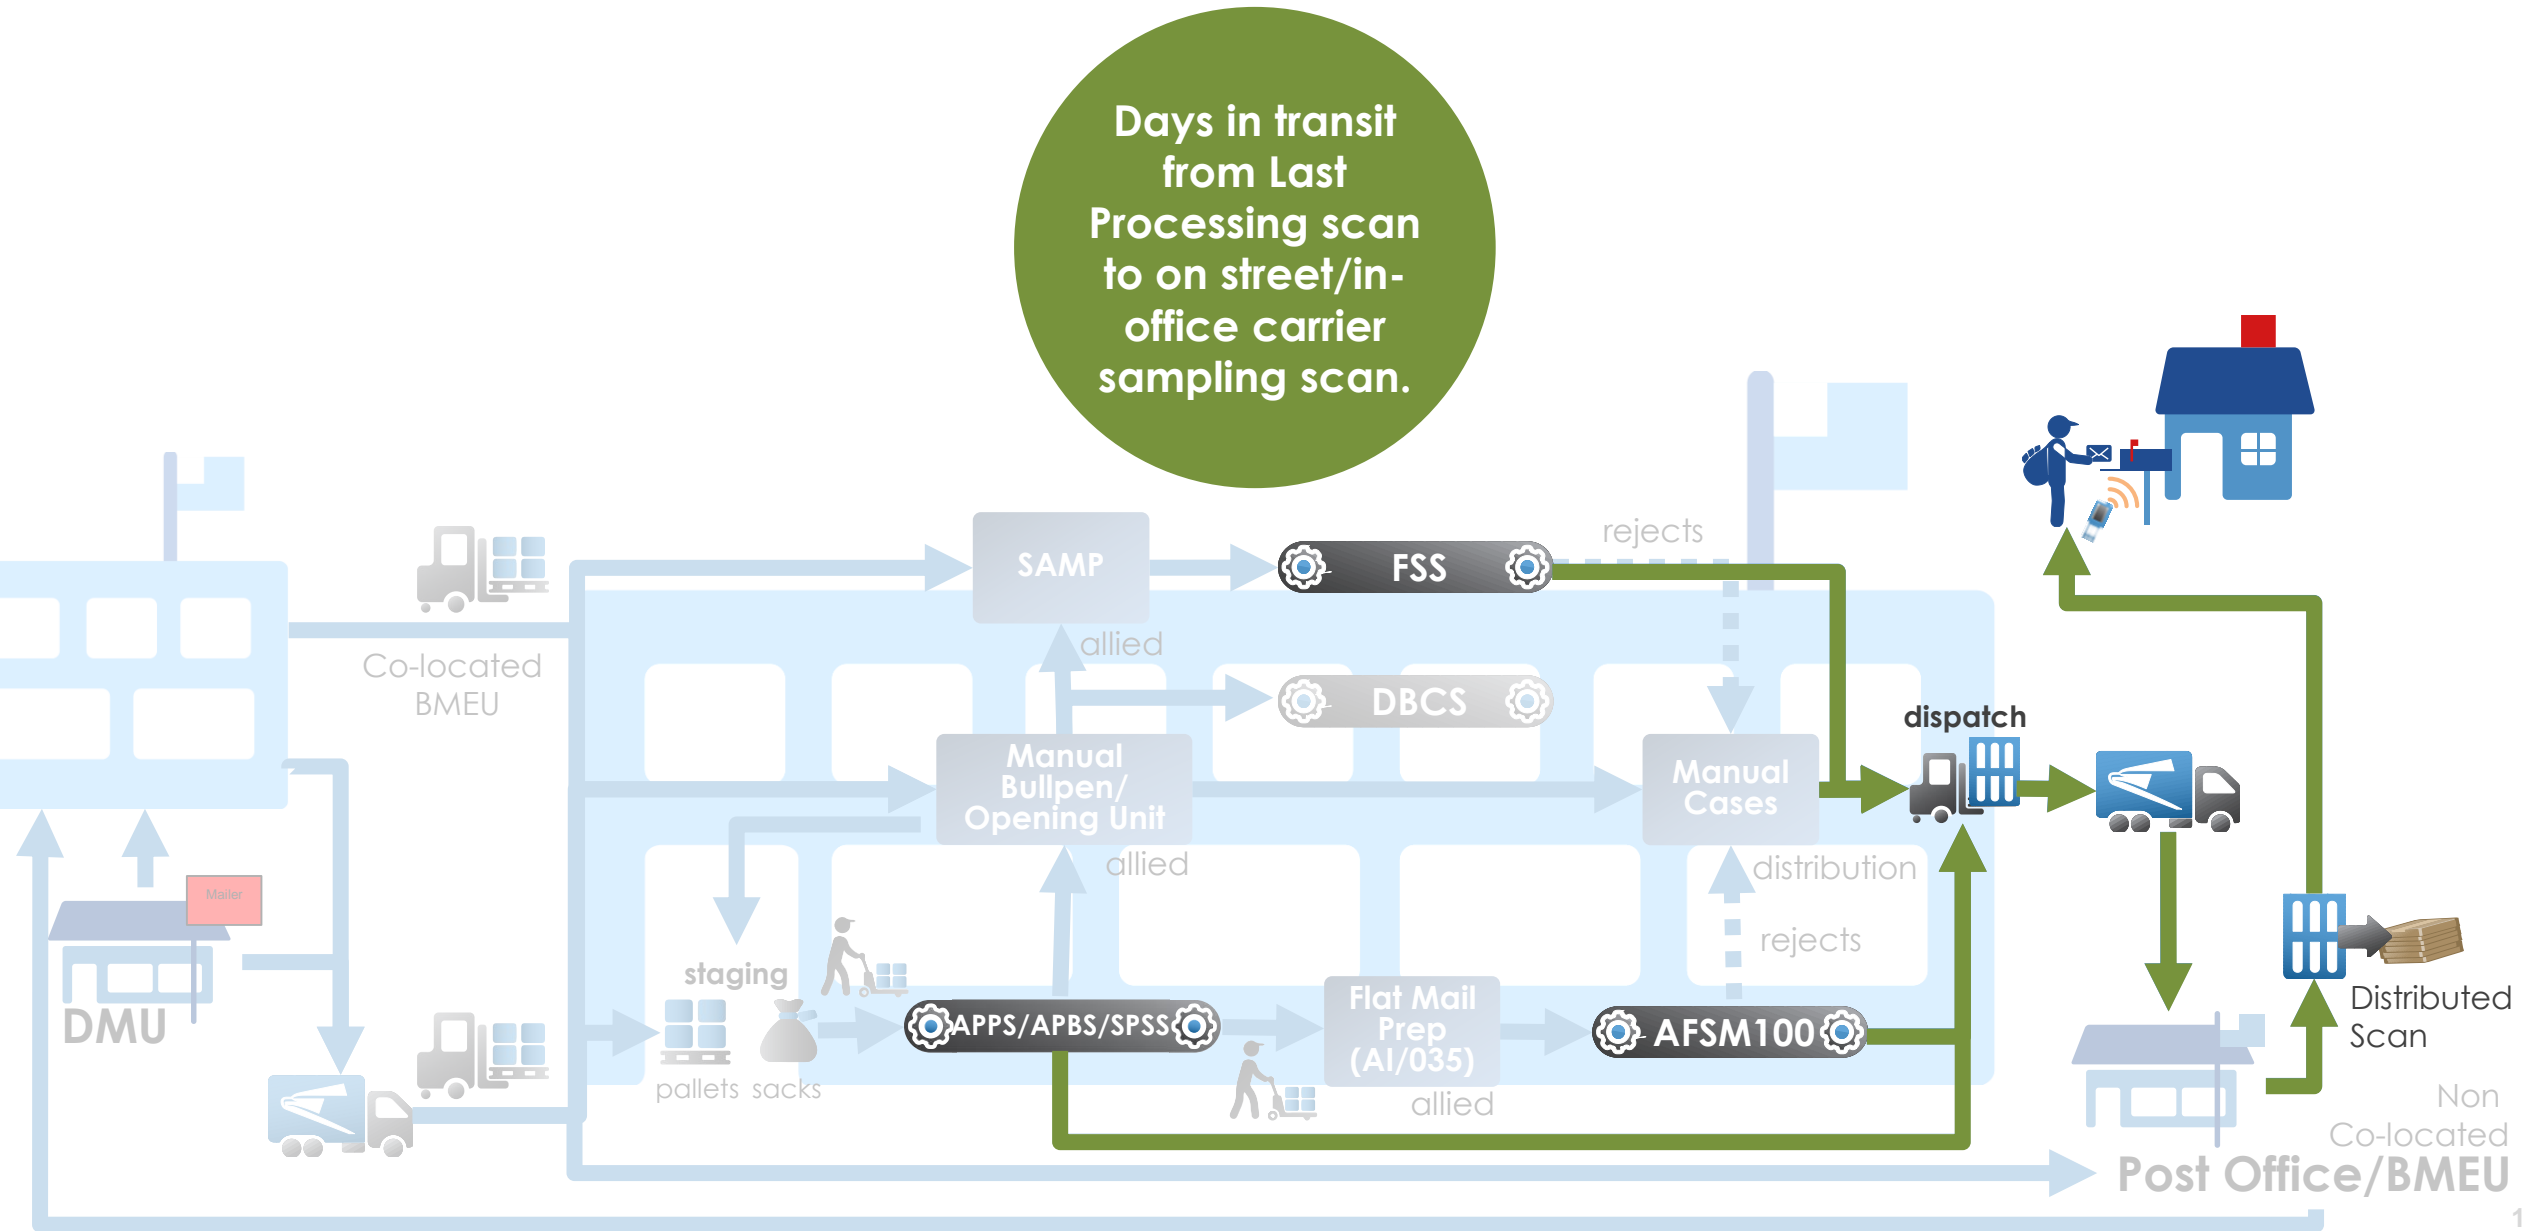 Days in transit
from Last
Processing scan
to on street/in-
office carrier
sampling scan.
rejects
SAMP
FSS
allied
Co-located
BMEU
DBCS
dispatch
Manual
Bullpen/
Opening Unit
Manual
Cases
allied
distribution
Mailer
rejects
staging
DMU
APPS/APBS/SPSS
Flat Mail
Prep
(AI/035)
AFSM100
Distributed
Scan
pallets sacks
allied
Non
Co-located
Post Office/BMEU
1